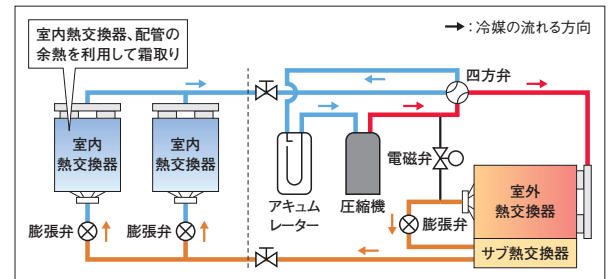 室内熱交換器、配管の
余熱を利用して霜取り
→：冷媒の流れる方向
四方弁
室内
熱交換器
室内
熱交換器
電磁弁
室外
熱交換器
アキュム
レーター
圧縮機
膨張弁
膨張弁
膨張弁
サブ熱交換器